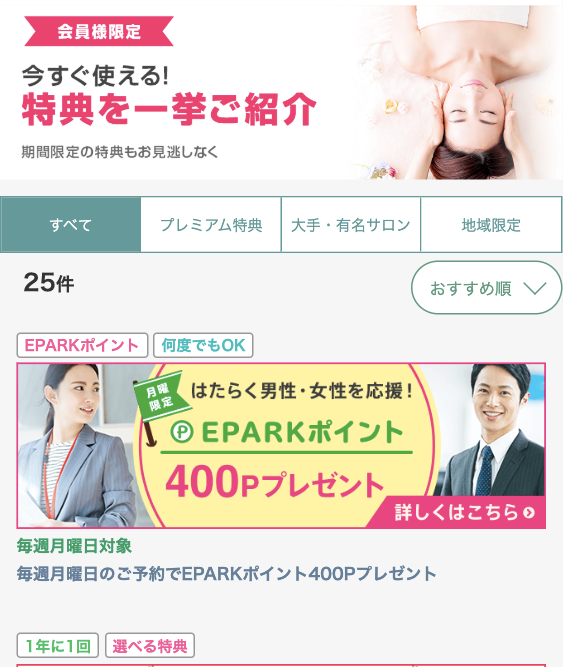 会員様限定
今すぐ使える!
特典を一挙ご紹介
期間限定の特典もお見逃しなく
すべて
プレミアム特典
大手・有名サロン
地域限定
25件
おすすめ順
EPARKポイント
何度でもOK
月曜
限定
はたらく男性・女性を応援!
P EPARKポイント
400Pプレゼント
詳しくはこちら
毎週月曜日対象
毎週月曜日のご予約でEPARKポイント400Pプレゼント
1年に1回
選べる特典